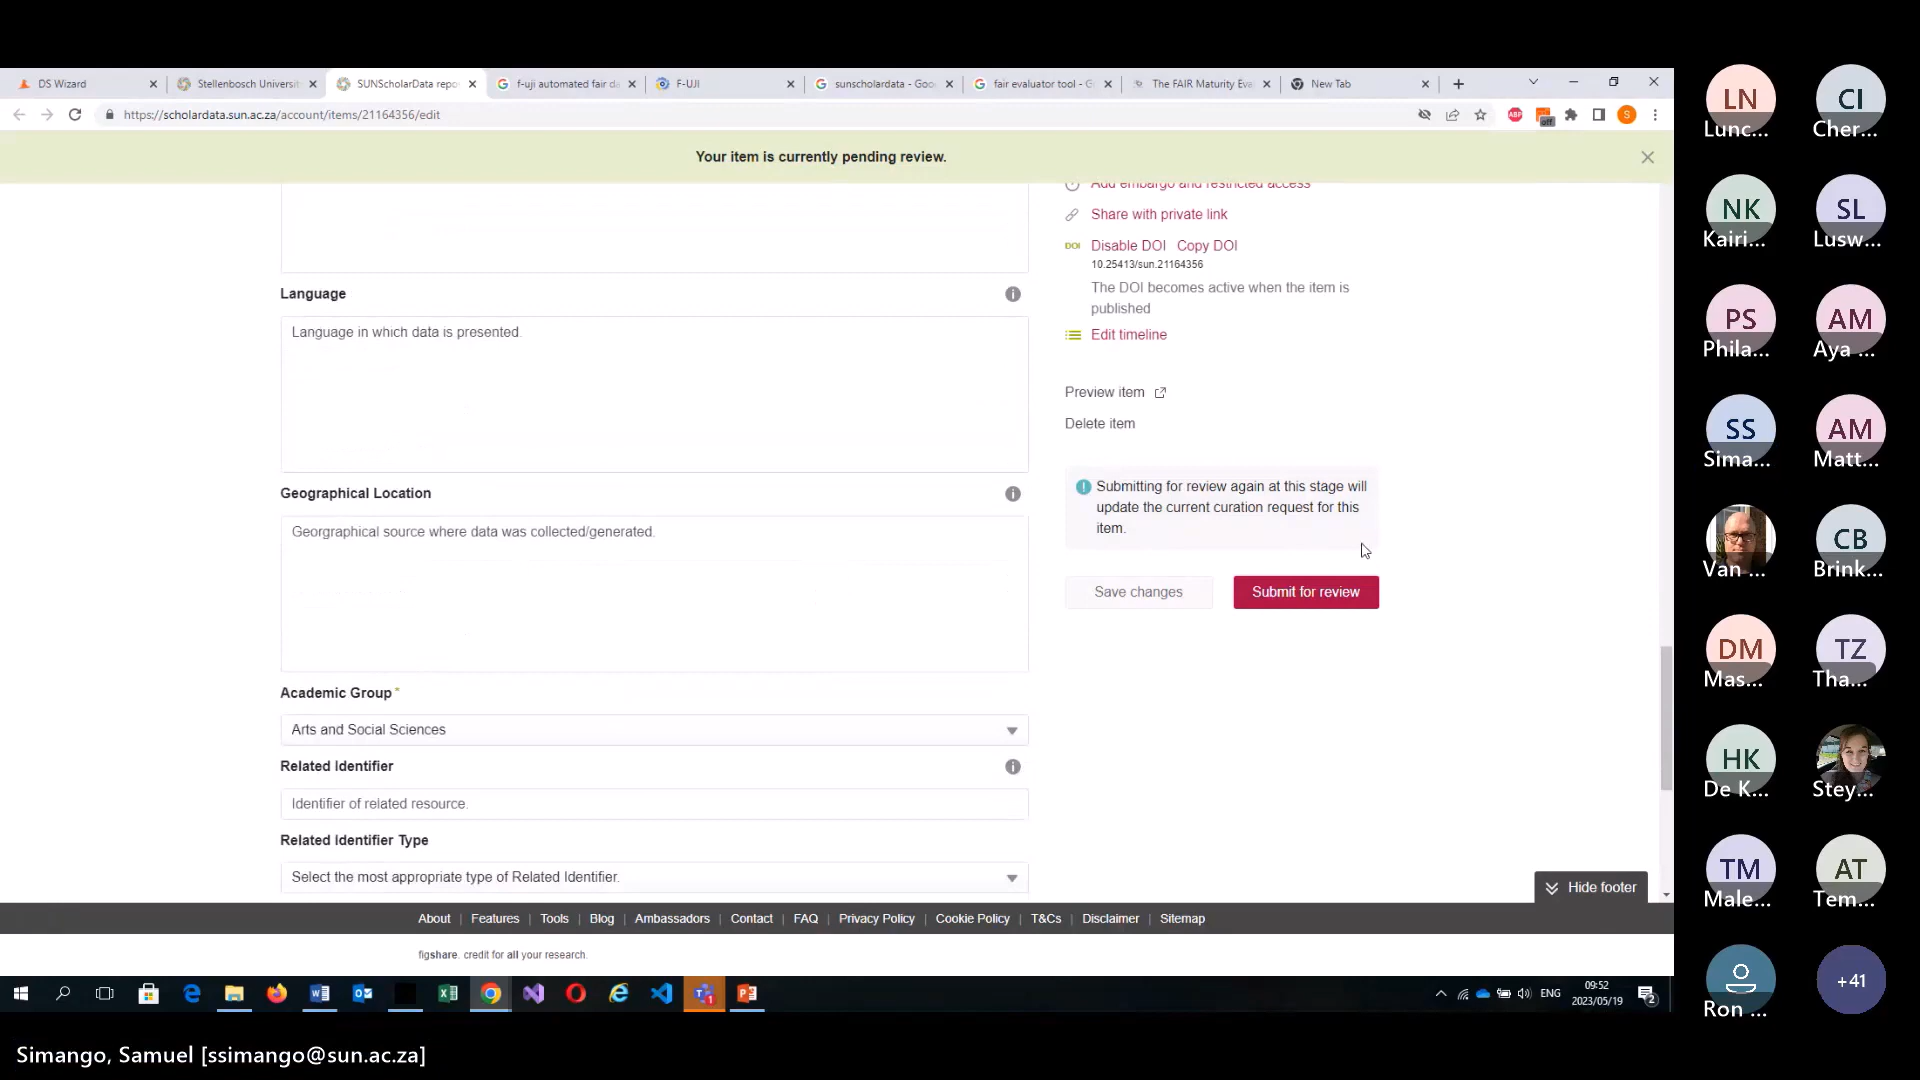 DS Wizard
Stellenbosch Universit
SUNScholarData repo
f-uji automated fair da
F-UJI
sunscholardata - Goo
fair evaluator tool - G
The FAIR Maturity Eva
New Tab
https://scholardata.sun.ac.za/account/items/21164356/edit
ABP
off
S
Your item is currently pending review.
Add embargo and restricted access
Share with private link
DOI Disable DOI Copy DOI
10.25413/sun.21164356
The DOI becomes active when the item is
published
Edit timeline
Preview item
Delete item
Submitting for review again at this stage will
update the current curation request for this
item.
Save changes
Submit for review
Language
Language in which data is presented.
Geographical Location
Georgraphical source where data was collected/generated.
Academic Group *
Arts and Social Sciences
Related Identifier
Identifier of related resource.
Related Identifier Type
Select the most appropriate type of Related Identifier.
Hide footer
About | Features | Tools | Blog | Ambassadors | Contact | FAQ | Privacy Policy | Cookie Policy | T&Cs | Disclaimer | Sitemap
figshare. credit for all your research.
ENG
09:52
2023/05/19
2
LN
Lunc...
CI
Cher...
NK
Kairi...
SL
Lusw...
PS
Phila...
AM
Aya ...
SS
Sima...
AM
Matt...
Van ...
CB
Brink...
DM
Mas...
TZ
Tha...
HK
De K...
Stey...
TM
Male...
AT
Tem...
Ron ...
+41
Simango, Samuel [ssimango@sun.ac.za]